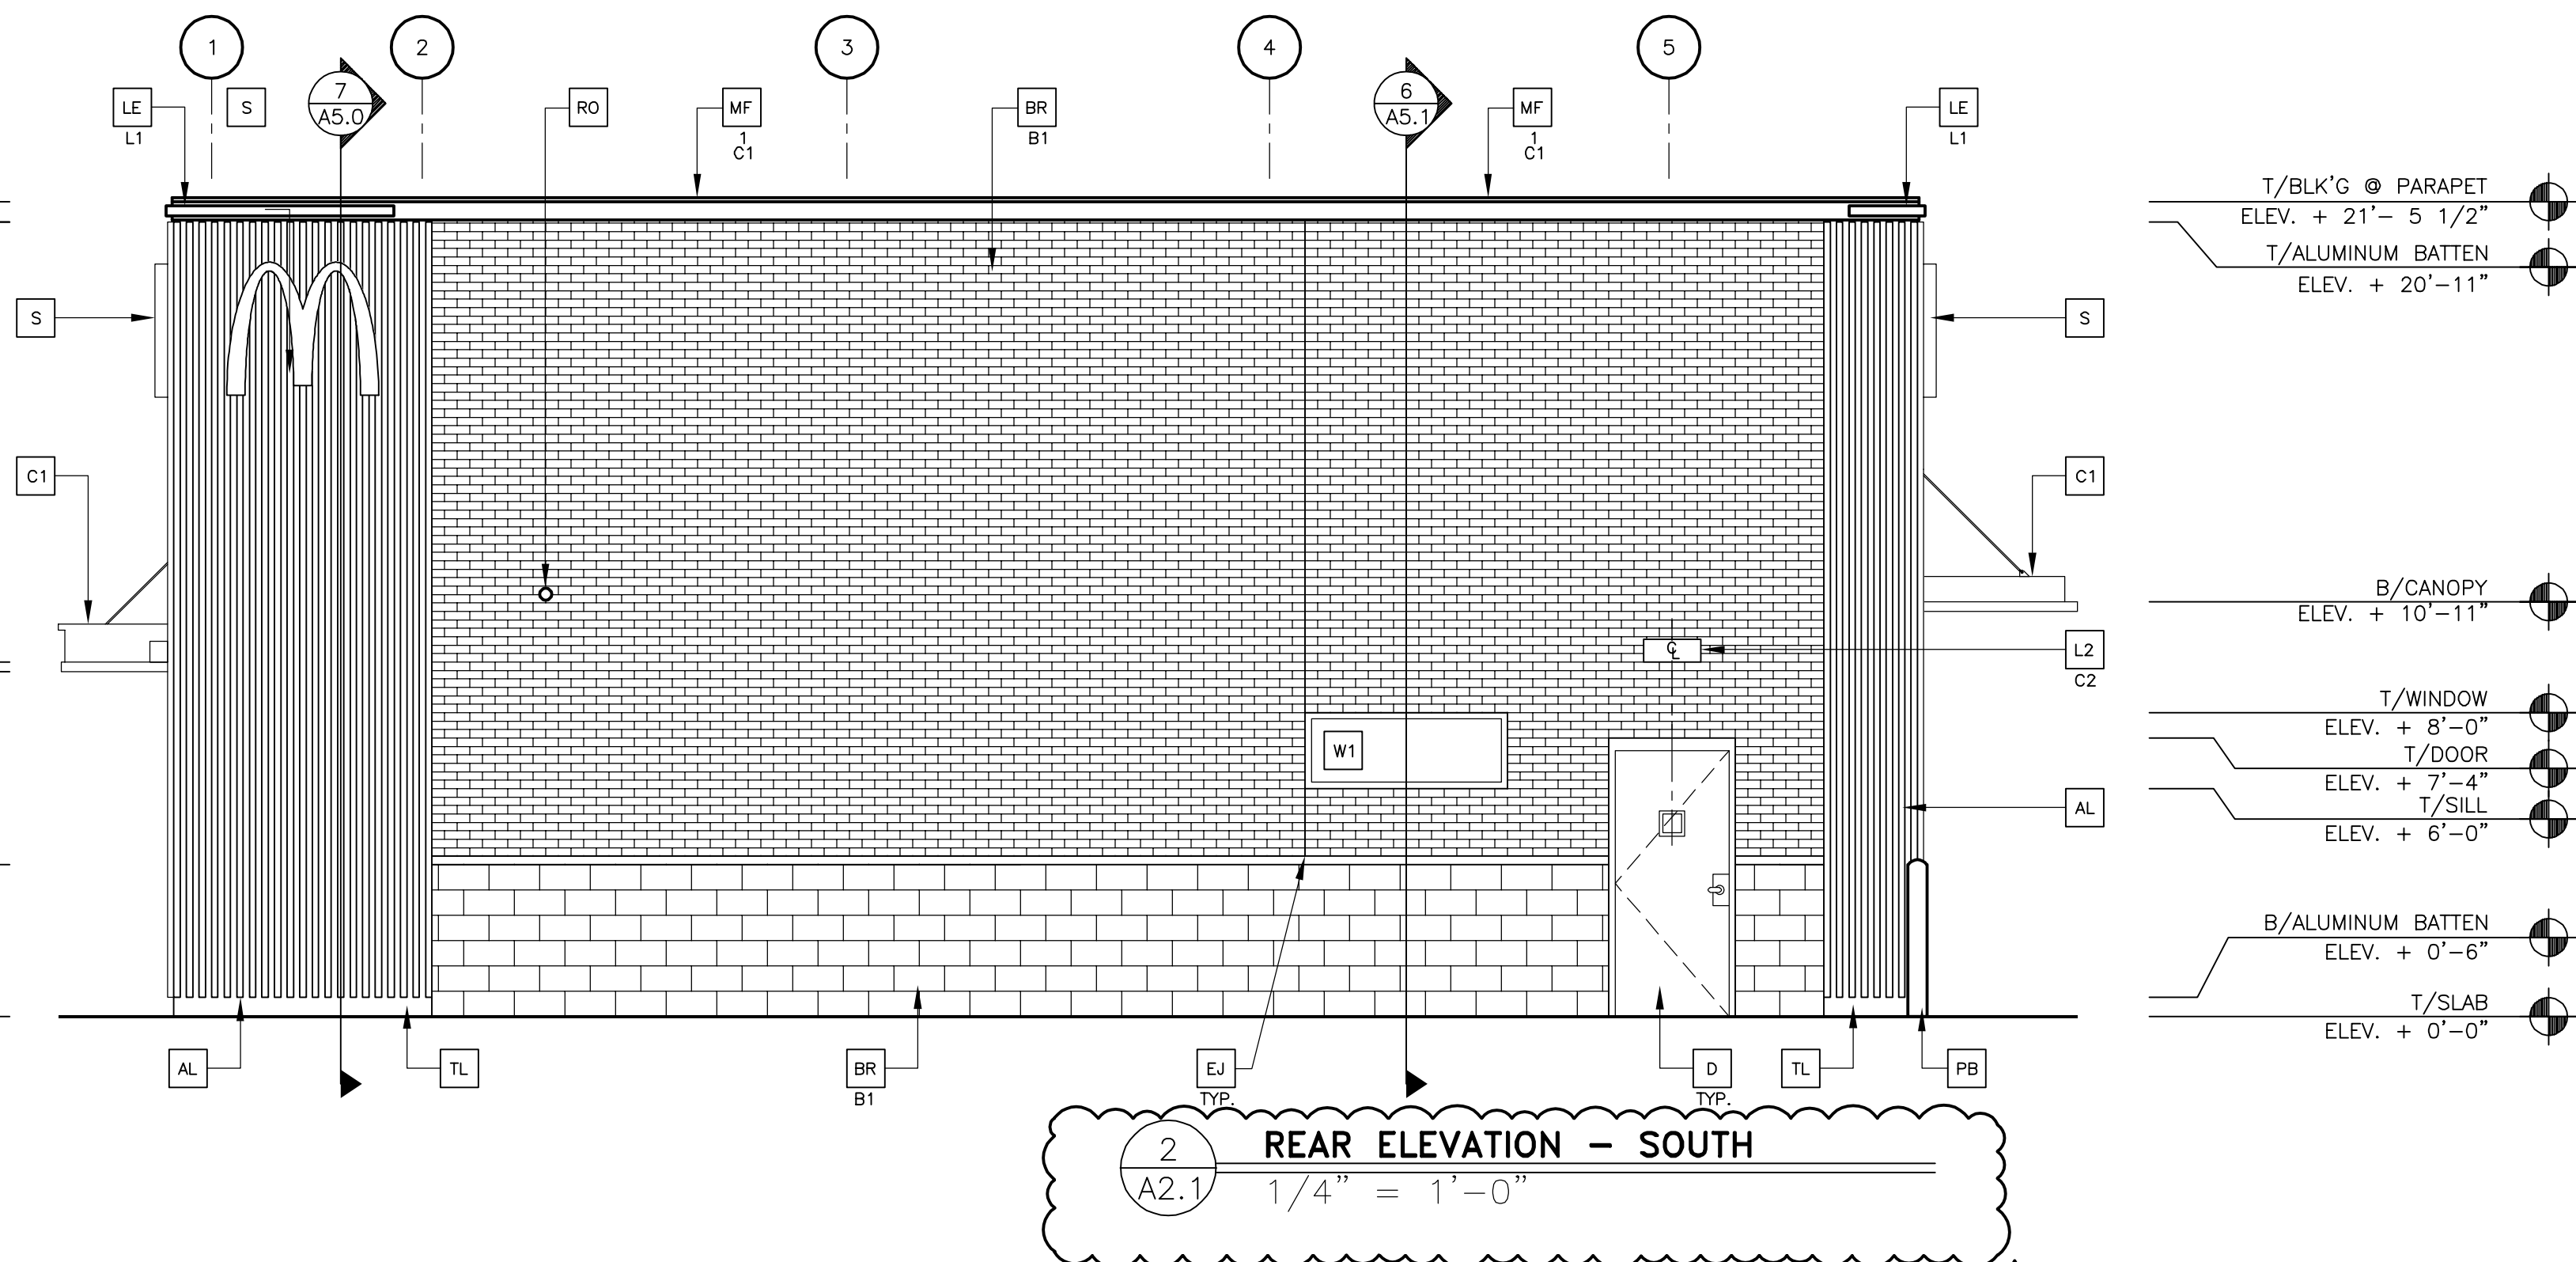 1
2
3
4
5
LE
L1
S
7
A5.0
RO
MF
1
C1
BR
B1
6
A5.1
MF
1
C1
LE
L1
T/BLK'G @ PARAPET
ELEV. + 21'- 5 1/2"
T/ALUMINUM BATTEN
ELEV. + 20'-11"
S
S
C1
C1
B/CANOPY
ELEV. + 10'-11"
CL
L2
C2
T/WINDOW
ELEV. + 8'-0"
W1
T/DOOR
ELEV. + 7'-4"
T/SILL
ELEV. + 6'-0"
AL
B/ALUMINUM BATTEN
ELEV. + 0'-6"
T/SLAB
ELEV. + 0'-0"
AL
TL
BR
B1
EJ
TYP.
D
TYP.
TL
PB
2
A2.1
REAR ELEVATION - SOUTH
1/4" = 1'-0"